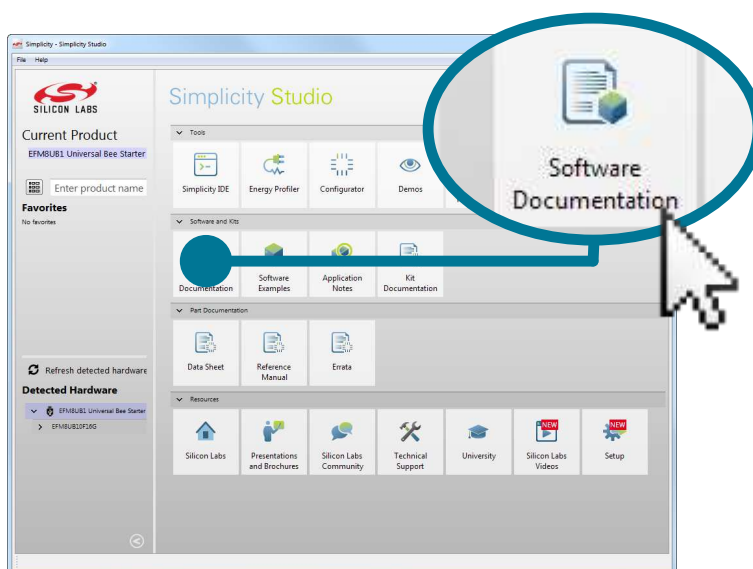 Simplicity - Simplicity Studio
File Help
SILICON LABS
Current Product
EFM8UB1 Universal Bee Starter
Enter product name
Favorites
No favorites
Refresh detected hardware
Detected Hardware
EFM8UB1 Universal Bee Starter
EFM8UB10F16G
Simplicity Studio
Tools
Simplicity IDE
Energy Profiler
Configurator
Demos
Software and Kits
Documentation
Software
Examples
Application
Notes
Kit
Documentation
Part Documentation
Data Sheet
Reference
Manual
Errata
Resources
Silicon Labs
Presentations
and Brochures
Silicon Labs
Community
Technical
Support
University
NEW
Silicon Labs
Videos
NEW
Setup
Software
Documentation